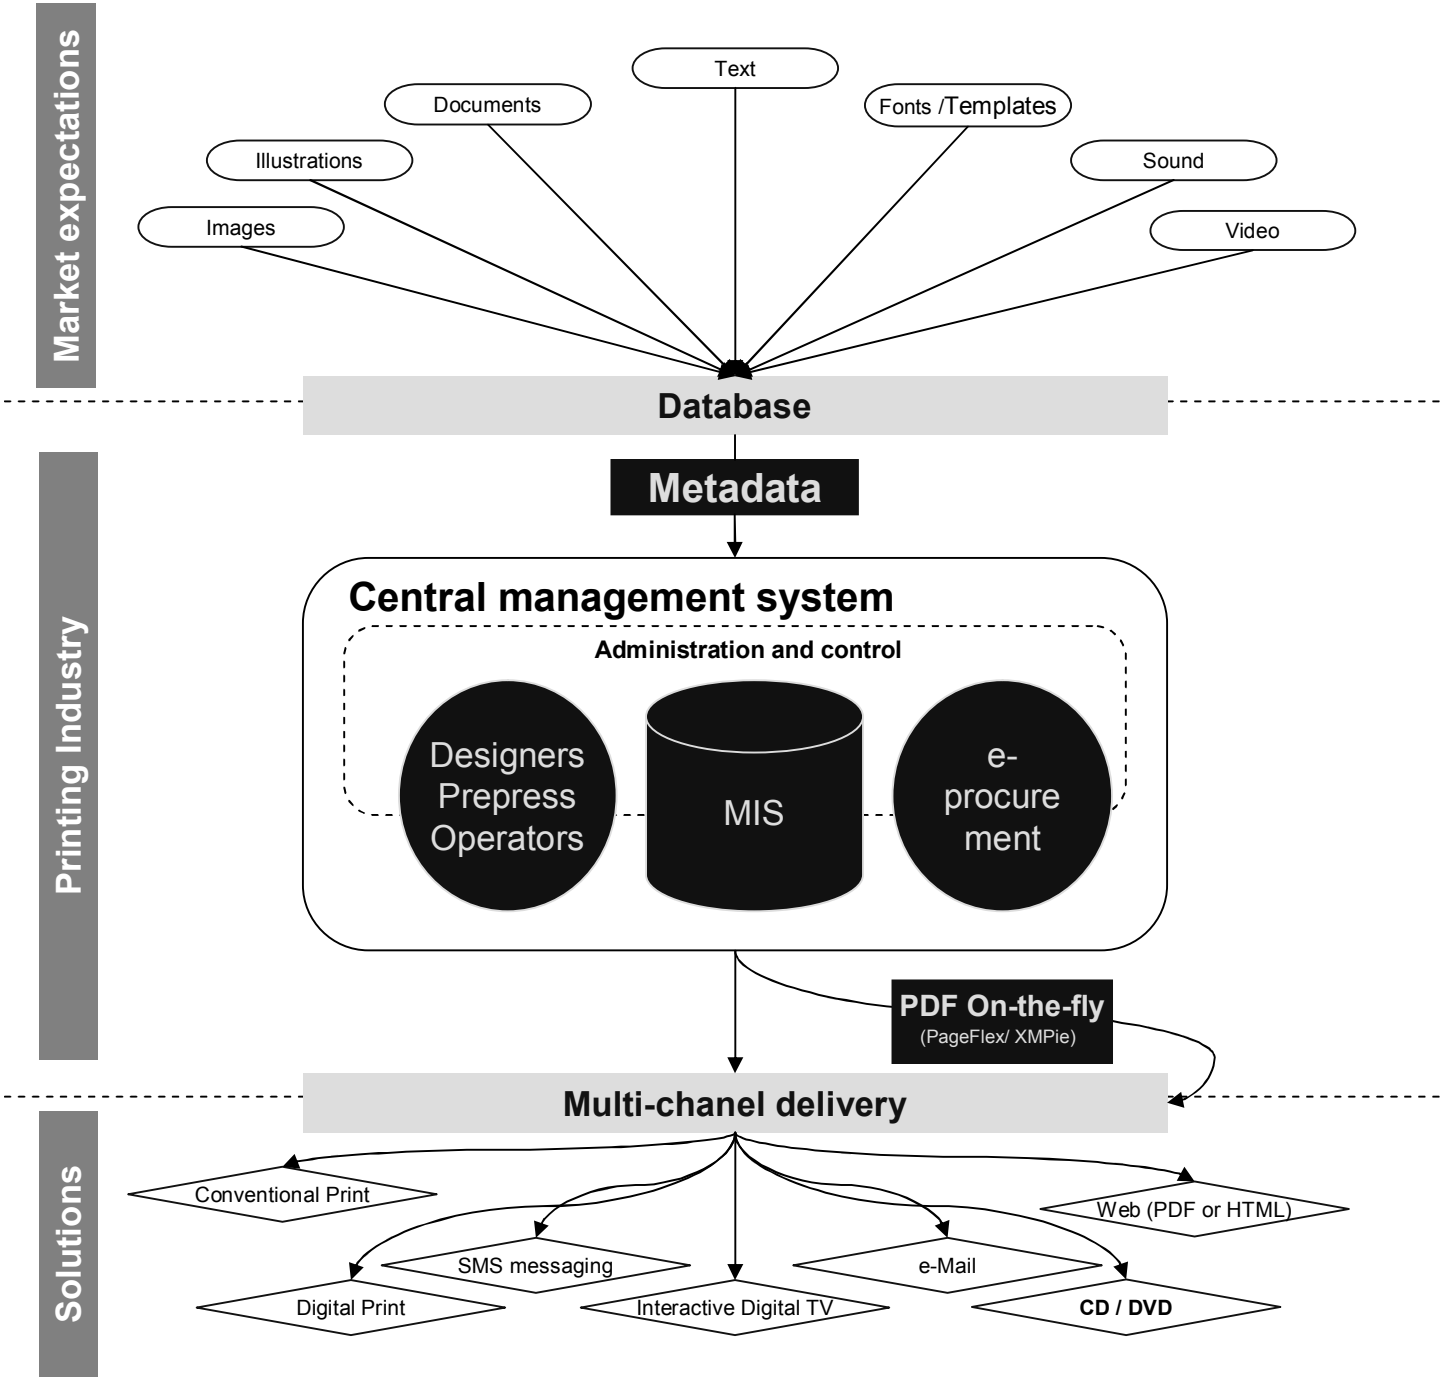 Market expectations
Text
Documents
Fonts /Templates
Illustrations
Sound
Images
Video
Database
Metadata
Printing Industry
Central management system
Administration and control
Designers
Prepress
Operators
MIS
e-
procure
ment
PDF On-the-fly
(PageFlex/ XMPie)
Multi-chanel delivery
Solutions
Conventional Print
Web (PDF or HTML)
SMS messaging
e-Mail
Digital Print
Interactive Digital TV
CD / DVD